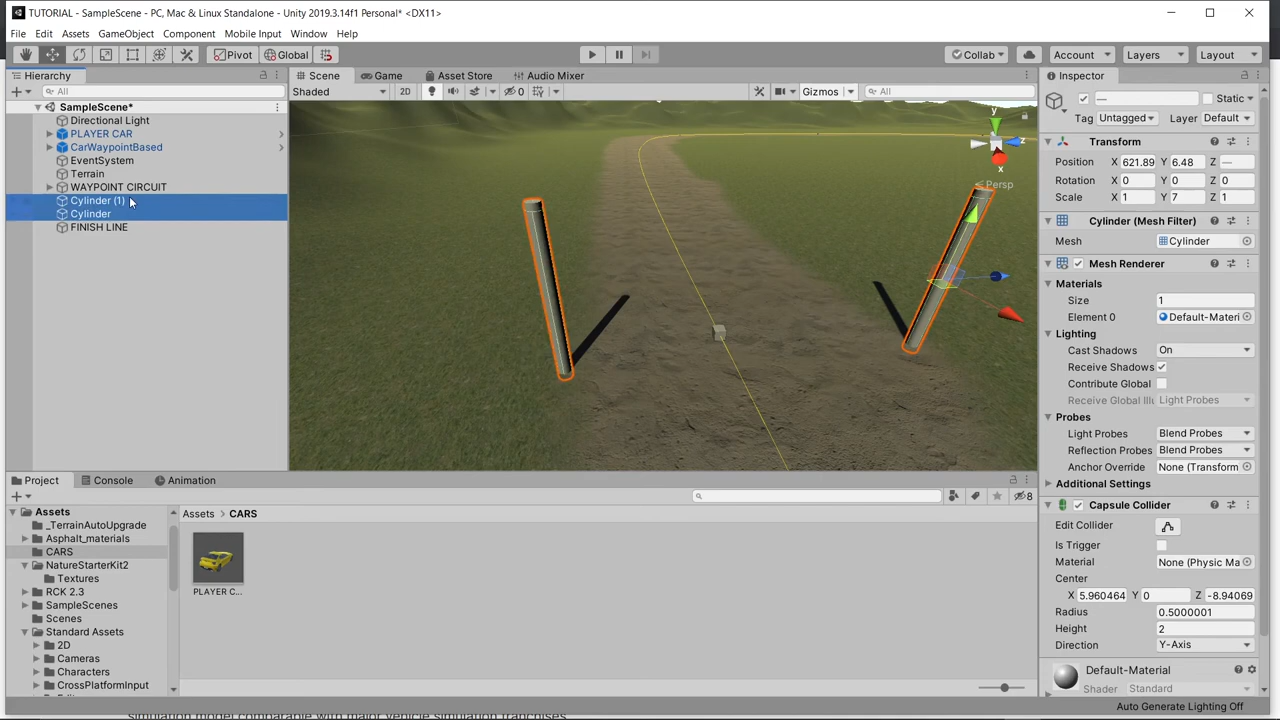 TUTORIAL - SampleScene - PC, Mac & Linux Standalone - Unity 2019.3.14f1 Personal* <DX11>
File Edit Assets GameObject Component Mobile Input Window Help
Pivot Global Collab Account Layers Layout
Hierarchy
All
SampleScene*
Directional Light
PLAYER CAR
CarWaypointBased
EventSystem
Terrain
WAYPOINT CIRCUIT
Cylinder (1)
Cylinder
FINISH LINE
Scene Game Asset Store Audio Mixer
Shaded 2D 0 Gizmos All
y
z
x
Persp
Inspector
— Static
Tag Untagged Layer Default
Transform
Position X 621.89 Y 6.48 Z —
Rotation X 0 Y 0 Z 0
Scale X 1 Y 7 Z 1
Cylinder (Mesh Filter)
Mesh Cylinder
Mesh Renderer
Materials
Size 1
Element 0 Default-Materi
Lighting
Cast Shadows On
Receive Shadows
Contribute Global
Receive Global Illu Light Probes
Probes
Light Probes Blend Probes
Reflection Probes Blend Probes
Anchor Override None (Transform
Additional Settings
Capsule Collider
Edit Collider
Is Trigger
Material None (Physic Ma
Center
X 5.960464 Y 0 Z -8.94069
Radius 0.5000001
Height 2
Direction Y-Axis
Default-Material
Shader Standard
Project Console Animation
8
Assets
_TerrainAutoUpgrade
Asphalt_materials
CARS
NatureStarterKit2
Textures
RCK 2.3
SampleScenes
Scenes
Standard Assets
2D
Cameras
Characters
CrossPlatformInput
Assets > CARS
PLAYER C...
Auto Generate Lighting Off
simulation model comparable with major vehicle simulation franchises